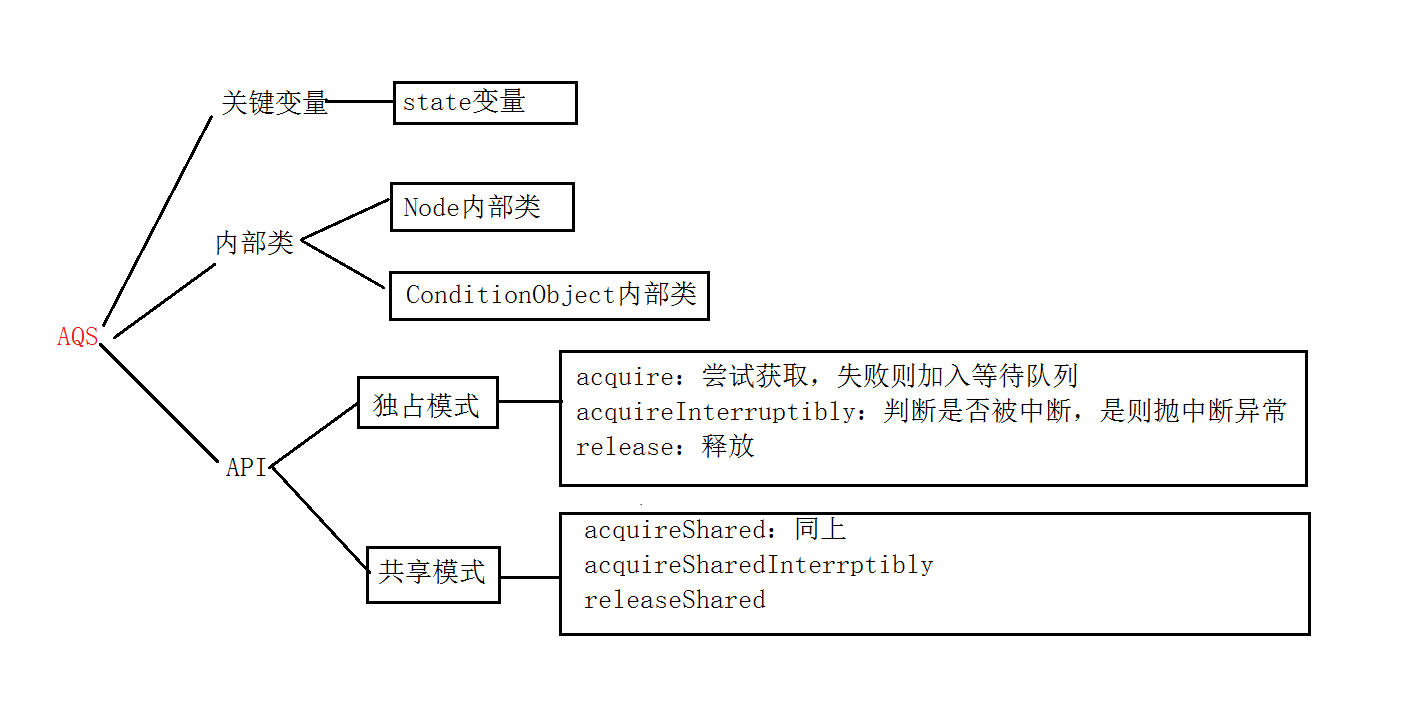 关键变量
state变量
Node内部类
内部类
ConditionObject内部类
AQS
acquire: 尝试获取，失败则加入等待队列
独占模式
acquireInterruptibly: 判断是否被中断，是则抛中断异常
release: 释放
API
acquireShared: 同上
acquireSharedInterrptibly
共享模式
releaseShared